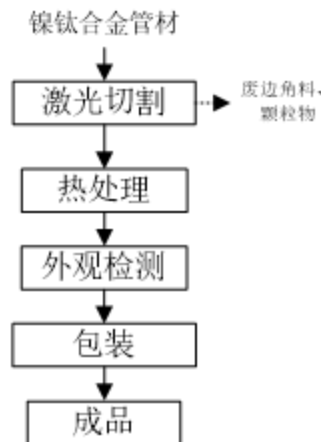 镍钛合金管材
激光切割
废边角料、
颗粒物
热处理
外观检测
包装
成品